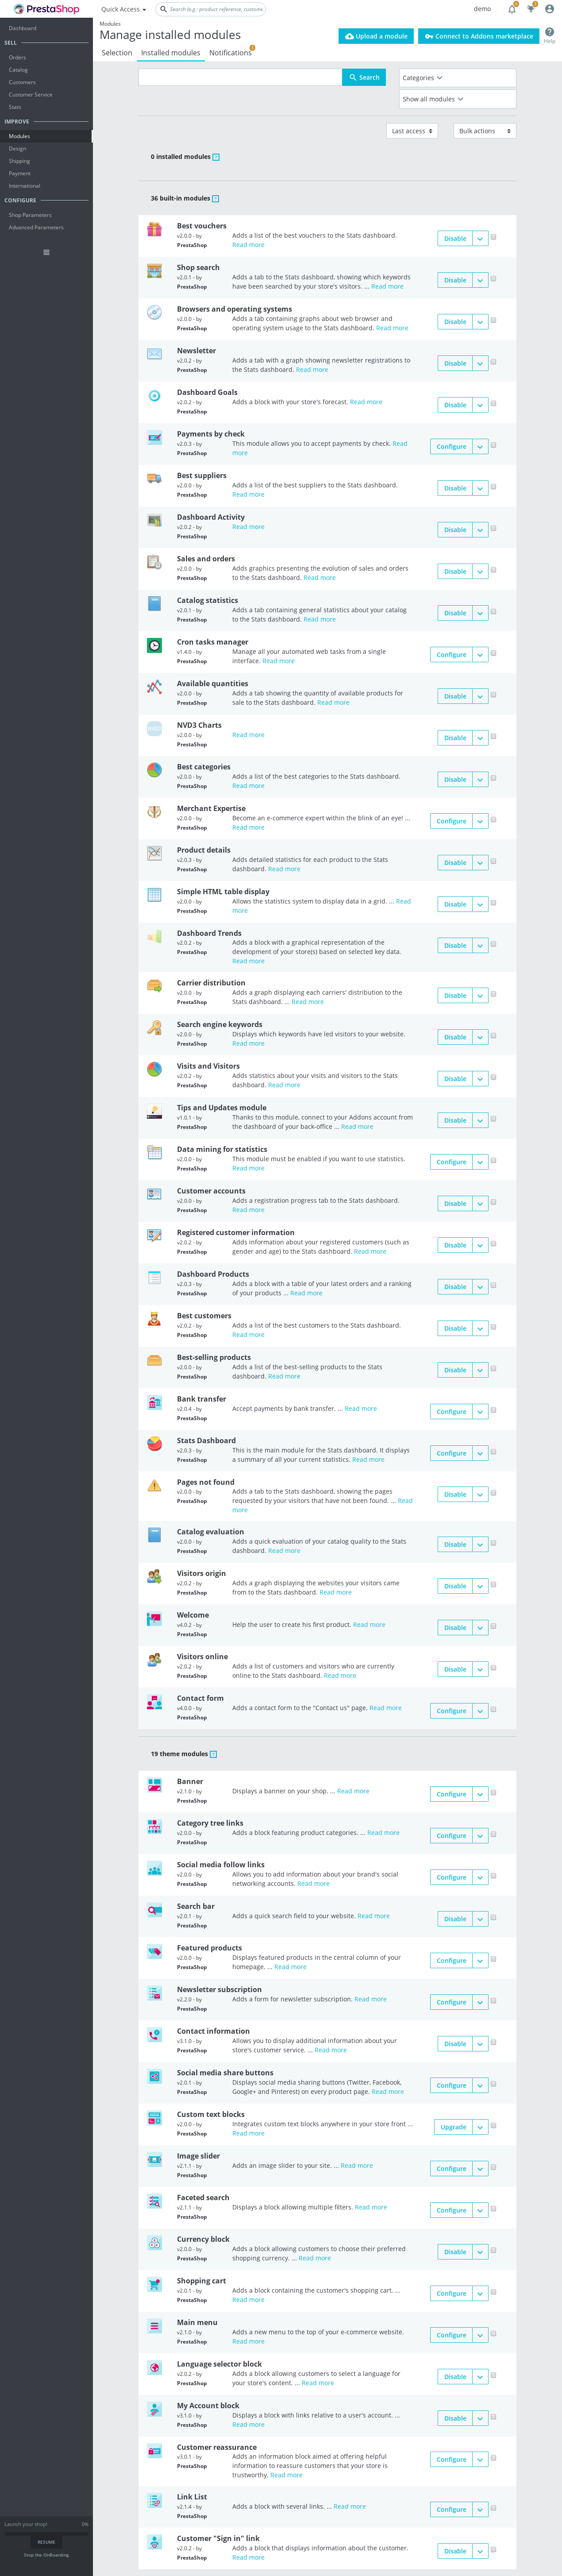 PrestaShop
Quick Access
Search (e.g.: product reference, custome
demo
Dashboard
SELL
Orders
Catalog
Customers
Customer Service
Stats
IMPROVE
Modules
Design
Shipping
Payment
International
CONFIGURE
Shop Parameters
Advanced Parameters
Modules
Manage installed modules
Upload a module
Connect to Addons marketplace
Help
Selection
Installed modules
Notifications
Search
Categories
Show all modules
Last access
Bulk actions
0 installed modules
36 built-in modules
Best vouchers
v2.0.0 - by
PrestaShop
Adds a list of the best vouchers to the Stats dashboard.
Read more
Disable
Shop search
v2.0.1 - by
PrestaShop
Adds a tab to the Stats dashboard, showing which keywords
have been searched by your store's visitors. ... Read more
Disable
Browsers and operating systems
v2.0.0 - by
PrestaShop
Adds a tab containing graphs about web browser and
operating system usage to the Stats dashboard. Read more
Disable
Newsletter
v2.0.2 - by
PrestaShop
Adds a tab with a graph showing newsletter registrations to
the Stats dashboard. Read more
Disable
Dashboard Goals
v2.0.2 - by
PrestaShop
Adds a block with your store's forecast. Read more
Disable
Payments by check
v2.0.3 - by
PrestaShop
This module allows you to accept payments by check. Read
more
Configure
Best suppliers
v2.0.0 - by
PrestaShop
Adds a list of the best suppliers to the Stats dashboard.
Read more
Disable
Dashboard Activity
v2.0.2 - by
PrestaShop
Read more
Disable
Sales and orders
v2.0.0 - by
PrestaShop
Adds graphics presenting the evolution of sales and orders
to the Stats dashboard. Read more
Disable
Catalog statistics
v2.0.1 - by
PrestaShop
Adds a tab containing general statistics about your catalog
to the Stats dashboard. Read more
Disable
Cron tasks manager
v1.4.0 - by
PrestaShop
Manage all your automated web tasks from a single
interface. Read more
Configure
Available quantities
v2.0.0 - by
PrestaShop
Adds a tab showing the quantity of available products for
sale to the Stats dashboard. Read more
Disable
NVD3 Charts
v2.0.0 - by
PrestaShop
Read more
Disable
Best categories
v2.0.0 - by
PrestaShop
Adds a list of the best categories to the Stats dashboard.
Read more
Disable
Merchant Expertise
v2.0.0 - by
PrestaShop
Become an e-commerce expert within the blink of an eye! ...
Read more
Configure
Product details
v2.0.3 - by
PrestaShop
Adds detailed statistics for each product to the Stats
dashboard. Read more
Disable
Simple HTML table display
v2.0.0 - by
PrestaShop
Allows the statistics system to display data in a grid. ... Read
more
Disable
Dashboard Trends
v2.0.2 - by
PrestaShop
Adds a block with a graphical representation of the
development of your store(s) based on selected key data.
Read more
Disable
Carrier distribution
v2.0.0 - by
PrestaShop
Adds a graph displaying each carriers' distribution to the
Stats dashboard. ... Read more
Disable
Search engine keywords
v2.0.0 - by
PrestaShop
Displays which keywords have led visitors to your website.
Read more
Disable
Visits and Visitors
v2.0.2 - by
PrestaShop
Adds statistics about your visits and visitors to the Stats
dashboard. Read more
Disable
Tips and Updates module
v1.0.1 - by
PrestaShop
Thanks to this module, connect to your Addons account from
the dashboard of your back-office ... Read more
Disable
Data mining for statistics
v2.0.0 - by
PrestaShop
This module must be enabled if you want to use statistics.
Read more
Configure
Customer accounts
v2.0.0 - by
PrestaShop
Adds a registration progress tab to the Stats dashboard.
Read more
Disable
Registered customer information
v2.0.2 - by
PrestaShop
Adds information about your registered customers (such as
gender and age) to the Stats dashboard. Read more
Disable
Dashboard Products
v2.0.3 - by
PrestaShop
Adds a block with a table of your latest orders and a ranking
of your products ... Read more
Disable
Best customers
v2.0.2 - by
PrestaShop
Adds a list of the best customers to the Stats dashboard.
Read more
Disable
Best-selling products
v2.0.0 - by
PrestaShop
Adds a list of the best-selling products to the Stats
dashboard. Read more
Disable
Bank transfer
v2.0.4 - by
PrestaShop
Accept payments by bank transfer. ... Read more
Configure
Stats Dashboard
v2.0.3 - by
PrestaShop
This is the main module for the Stats dashboard. It displays
a summary of all your current statistics. Read more
Configure
Pages not found
v2.0.0 - by
PrestaShop
Adds a tab to the Stats dashboard, showing the pages
requested by your visitors that have not been found. ... Read
more
Disable
Catalog evaluation
v2.0.0 - by
PrestaShop
Adds a quick evaluation of your catalog quality to the Stats
dashboard. Read more
Disable
Visitors origin
v2.0.2 - by
PrestaShop
Adds a graph displaying the websites your visitors came
from to the Stats dashboard. Read more
Disable
Welcome
v4.0.2 - by
PrestaShop
Help the user to create his first product. Read more
Disable
Visitors online
v2.0.2 - by
PrestaShop
Adds a list of customers and visitors who are currently
online to the Stats dashboard. Read more
Disable
Contact form
v4.0.0 - by
PrestaShop
Adds a contact form to the "Contact us" page. Read more
Configure
19 theme modules
Banner
v2.1.0 - by
PrestaShop
Displays a banner on your shop. ... Read more
Configure
Category tree links
v2.0.0 - by
PrestaShop
Adds a block featuring product categories. ... Read more
Configure
Social media follow links
v2.0.0 - by
PrestaShop
Allows you to add information about your brand's social
networking accounts. Read more
Configure
Search bar
v2.0.1 - by
PrestaShop
Adds a quick search field to your website. Read more
Disable
Featured products
v2.0.0 - by
PrestaShop
Displays featured products in the central column of your
homepage. ... Read more
Configure
Newsletter subscription
v2.2.0 - by
PrestaShop
Adds a form for newsletter subscription. Read more
Configure
Contact information
v3.1.0 - by
PrestaShop
Allows you to display additional information about your
store's customer service. ... Read more
Disable
Social media share buttons
v2.0.1 - by
PrestaShop
Displays social media sharing buttons (Twitter, Facebook,
Google+ and Pinterest) on every product page. Read more
Configure
Custom text blocks
v2.0.0 - by
PrestaShop
Integrates custom text blocks anywhere in your store front ...
Read more
Upgrade
Image slider
v2.1.1 - by
PrestaShop
Adds an image slider to your site. ... Read more
Configure
Faceted search
v2.1.1 - by
PrestaShop
Displays a block allowing multiple filters. Read more
Configure
Currency block
v2.0.0 - by
PrestaShop
Adds a block allowing customers to choose their preferred
shopping currency. ... Read more
Disable
Shopping cart
v2.0.1 - by
PrestaShop
Adds a block containing the customer's shopping cart. ...
Read more
Configure
Main menu
v2.1.0 - by
PrestaShop
Adds a new menu to the top of your e-commerce website.
Read more
Configure
Language selector block
v2.0.2 - by
PrestaShop
Adds a block allowing customers to select a language for
your store's content. ... Read more
Disable
My Account block
v3.1.0 - by
PrestaShop
Displays a block with links relative to a user's account. ...
Read more
Disable
Customer reassurance
v3.0.1 - by
PrestaShop
Adds an information block aimed at offering helpful
information to reassure customers that your store is
trustworthy. Read more
Configure
Link List
v2.1.4 - by
PrestaShop
Adds a block with several links. ... Read more
Configure
Customer "Sign in" link
v2.0.2 - by
PrestaShop
Adds a block that displays information about the customer.
Read more
Disable
Launch your shop!
0%
RESUME
Stop the OnBoarding